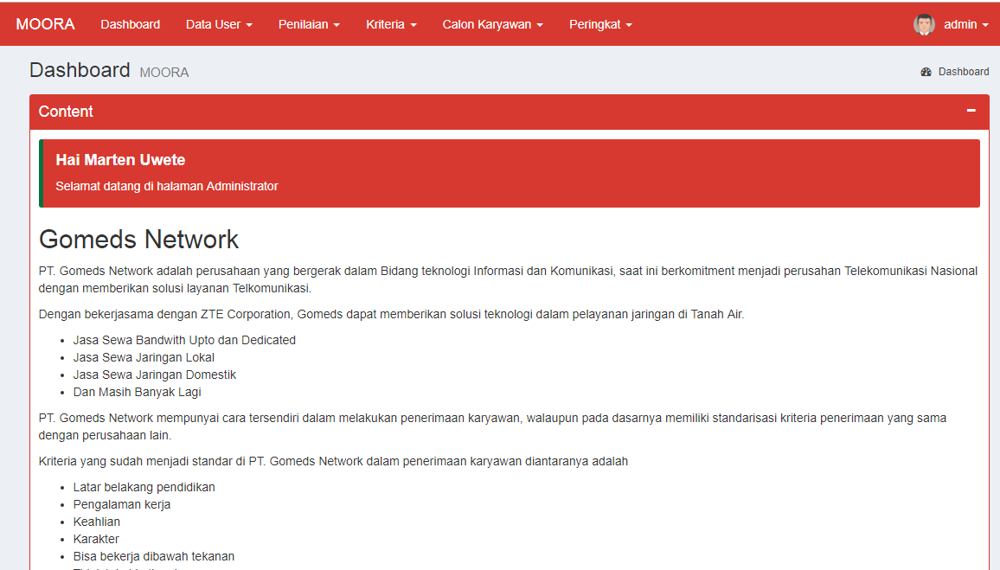 MOORA Dashboard Data User Penilaian Kriteria Calon Karyawan Peringkat admin
Dashboard MOORA Dashboard
Content
Hai Marten Uwete
Selamat datang di halaman Administrator
Gomeds Network
PT. Gomeds Network adalah perusahaan yang bergerak dalam Bidang teknologi Informasi dan Komunikasi, saat ini berkomitment menjadi perusahan Telekomunikasi Nasional
dengan memberikan solusi layanan Telkomunikasi.
Dengan bekerjasama dengan ZTE Corporation, Gomeds dapat memberikan solusi teknologi dalam pelayanan jaringan di Tanah Air.
• Jasa Sewa Bandwith Upto dan Dedicated
• Jasa Sewa Jaringan Lokal
• Jasa Sewa Jaringan Domestik
• Dan Masih Banyak Lagi
PT. Gomeds Network mempunyai cara tersendiri dalam melakukan penerimaan karyawan, walaupun pada dasarnya memiliki standarisasi kriteria penerimaan yang sama
dengan perusahaan lain.
Kriteria yang sudah menjadi standar di PT. Gomeds Network dalam penerimaan karyawan diantaranya adalah
• Latar belakang pendidikan
• Pengalaman kerja
• Keahlian
• Karakter
• Bisa bekerja dibawah tekanan